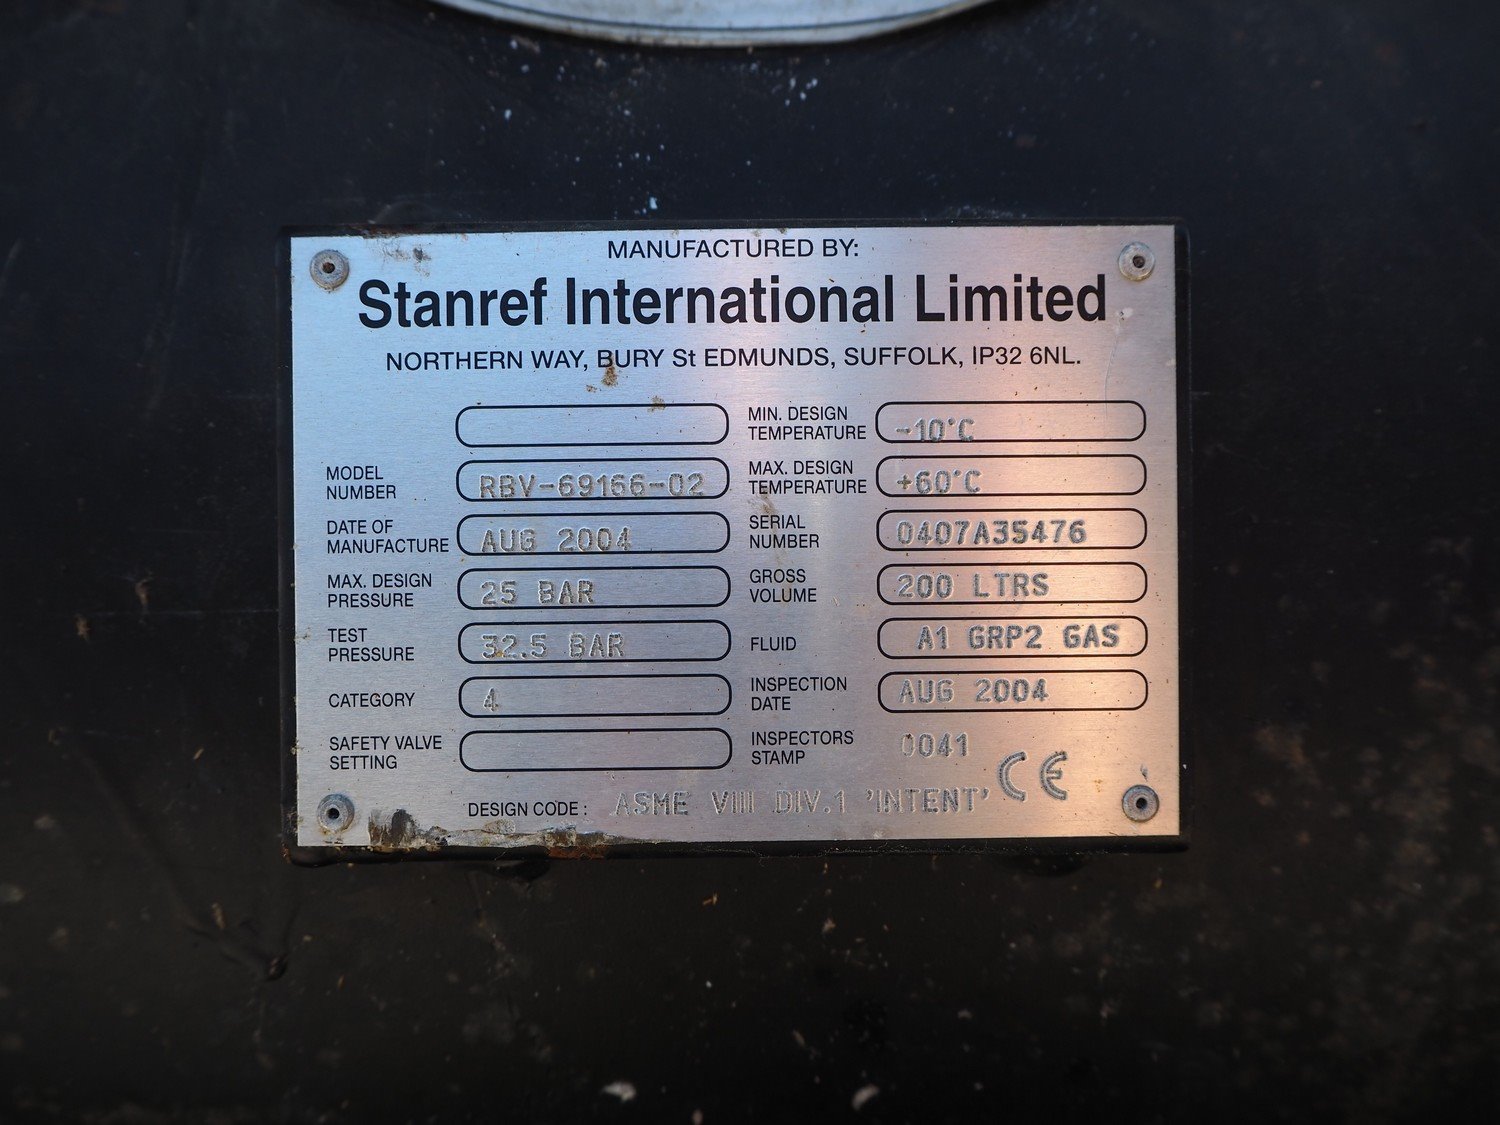 MANUFACTURED BY:
Stanref International Limited
NORTHERN WAY, BURY St EDMUNDS, SUFFOLK, IP32 6NL.
MIN. DESIGN
TEMPERATURE -10°C
MODEL
NUMBER RBV-69166-02
MAX. DESIGN
TEMPERATURE +60°C
DATE OF
MANUFACTURE AUG 2004
SERIAL
NUMBER 0407A35476
MAX. DESIGN
PRESSURE 25 BAR
GROSS
VOLUME 200 LTRS
TEST
PRESSURE 32.5 BAR
FLUID A1 GRP2 GAS
CATEGORY 4
INSPECTION
DATE AUG 2004
SAFETY VALVE
SETTING
INSPECTORS
STAMP 0041
CE
DESIGN CODE: ASME VIII DIV.1 'INTENT'